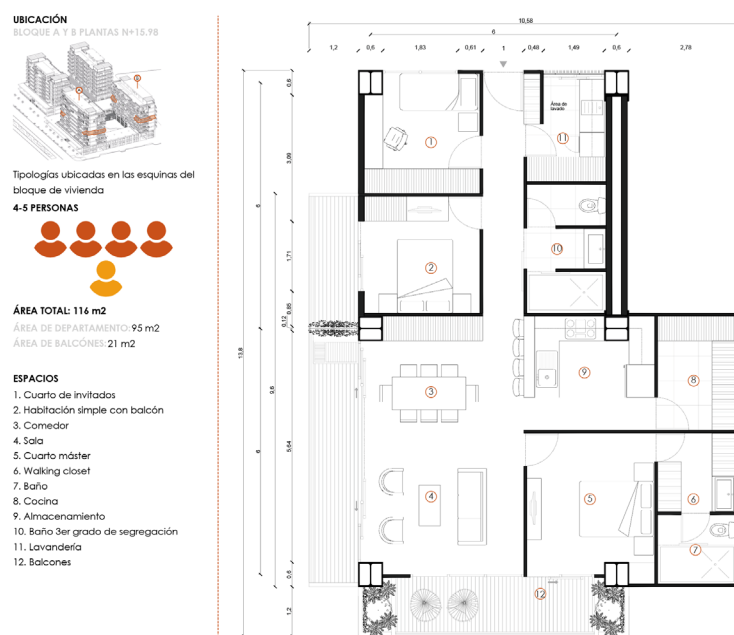 UBICACIÓN
BLOQUE A Y B PLANTAS N+15.98
A
B
Tipologías ubicadas en las esquinas del
bloque de vivienda
4-5 PERSONAS
ÁREA TOTAL: 116 m2
ÁREA DE DEPARTAMENTO: 95 m2
ÁREA DE BALCÓNES: 21 m2
ESPACIOS
1. Cuarto de invitados
2. Habitación simple con balcón
3. Comedor
4. Sala
5. Cuarto máster
6. Walking closet
7. Baño
8. Cocina
9. Almacenamiento
10. Baño 3er grado de segregación
11. Lavandería
12. Balcones
10,58
6
1,2
0,6
1,83
0,61
1
0,48
1,49
0,6
2,78
0,6
3,09
6
1,71
0,85
0,12
13,8
9,6
5,64
6
0,6
1,2
Área de
lavado
1
11
2
10
3
9
8
4
5
6
7
12